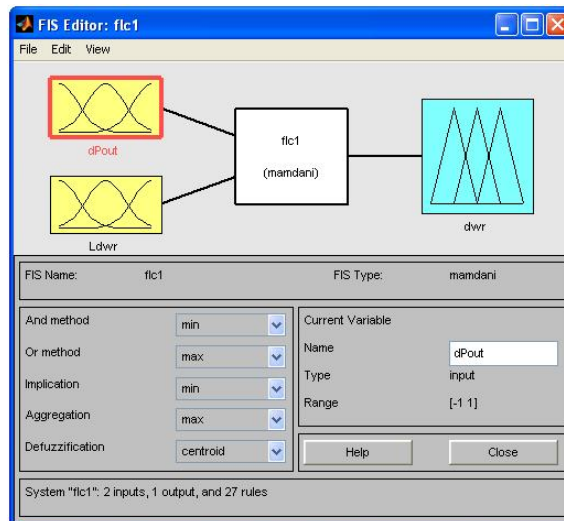 FIS Editor: flc1
File Edit View
dPout
flc1
(mamdani)
Ldwr
dwr
FIS Name: flc1 FIS Type: mamdani
And method min
Or method max
Implication min
Aggregation max
Defuzzification centroid
Current Variable
Name dPout
Type input
Range [-1 1]
Help Close
System "flc1": 2 inputs, 1 output, and 27 rules